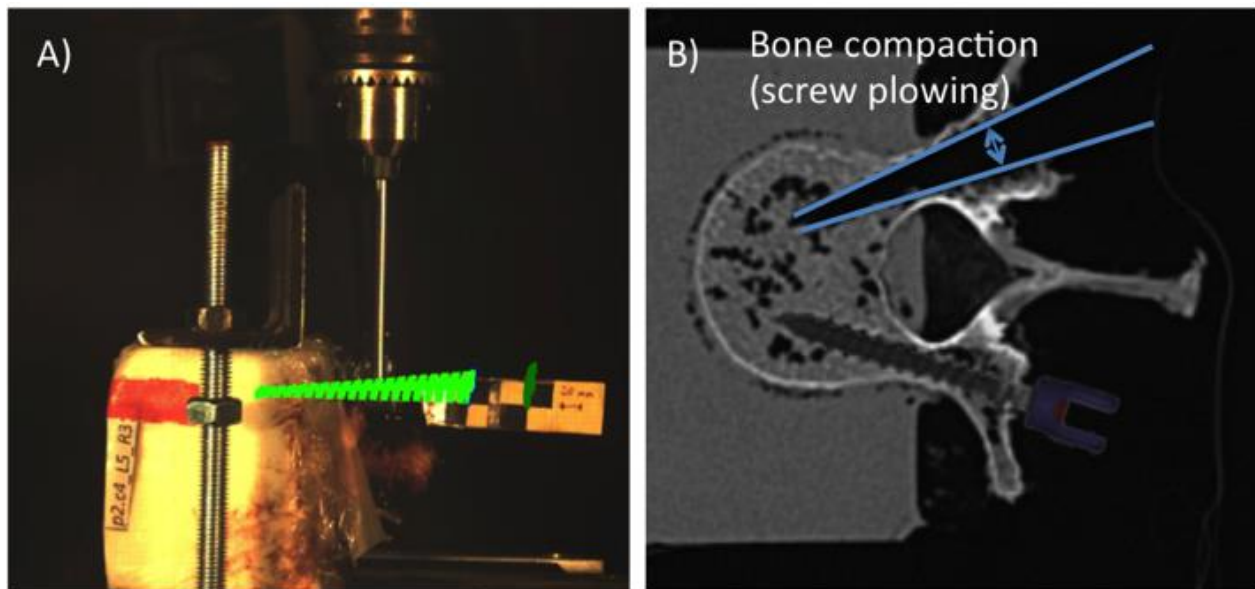 A)
p2.c4_L5_R3
20 mm
B)
Bone compaction
(screw plowing)